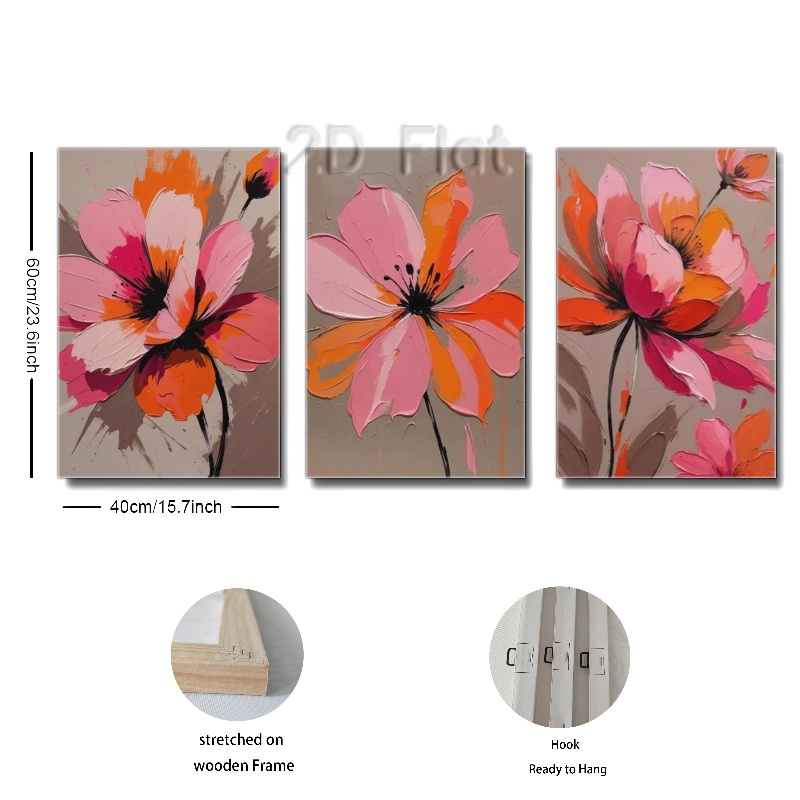 2D Flat
60cm/23.6inch
40cm/15.7inch
stretched on
wooden Frame
Hook
Ready to Hang